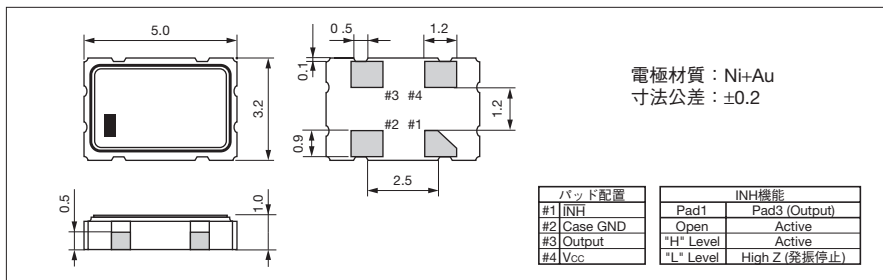 5.0
0.5
1.2
0.1
3.2
#3 #4
#2 #1
1.2
0.9
2.5
0.5
1.0
電極材質：Ni+Au
寸法公差：±0.2
パッド配置
#1 INH
#2 Case GND
#3 Output
#4 Vcc
INH機能
Pad1 Pad3 (Output)
Open Active
"H" Level Active
"L" Level High Z (発振停止)